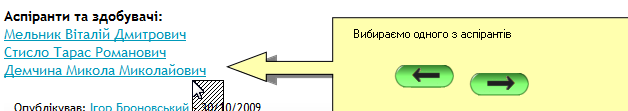 Аспіранти та здобувачі:
Мельник Віталій Дмитрович
Стисло Тарас Романович
Демчина Микола Миколайович
Опублікував: Ігор Броновський 30/10/2009
Вибираємо одного з аспірантів